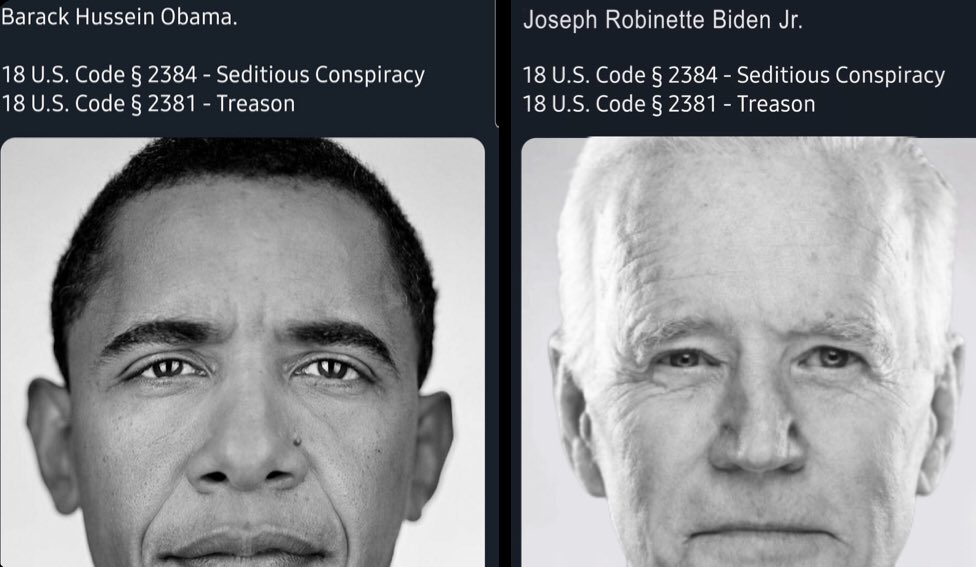 Barack Hussein Obama.
18 U.S. Code § 2384 - Seditious Conspiracy
18 U.S. Code § 2381 - Treason
Joseph Robinette Biden Jr.
18 U.S. Code § 2384 - Seditious Conspiracy
18 U.S. Code § 2381 - Treason